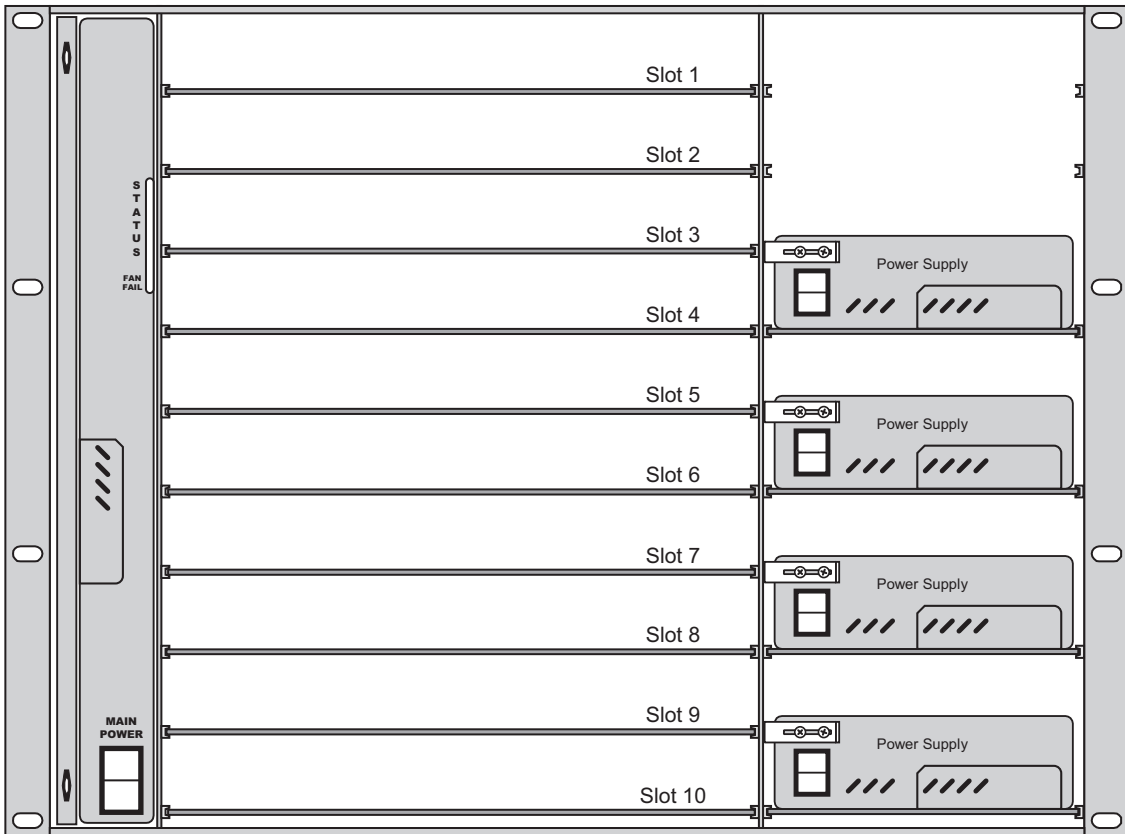 Slot 1
Slot 2
STATUS
Slot 3
Power Supply
FAN
FAIL
Slot 4
Slot 5
Power Supply
Slot 6
Slot 7
Power Supply
Slot 8
Slot 9
MAIN
POWER
Power Supply
Slot 10